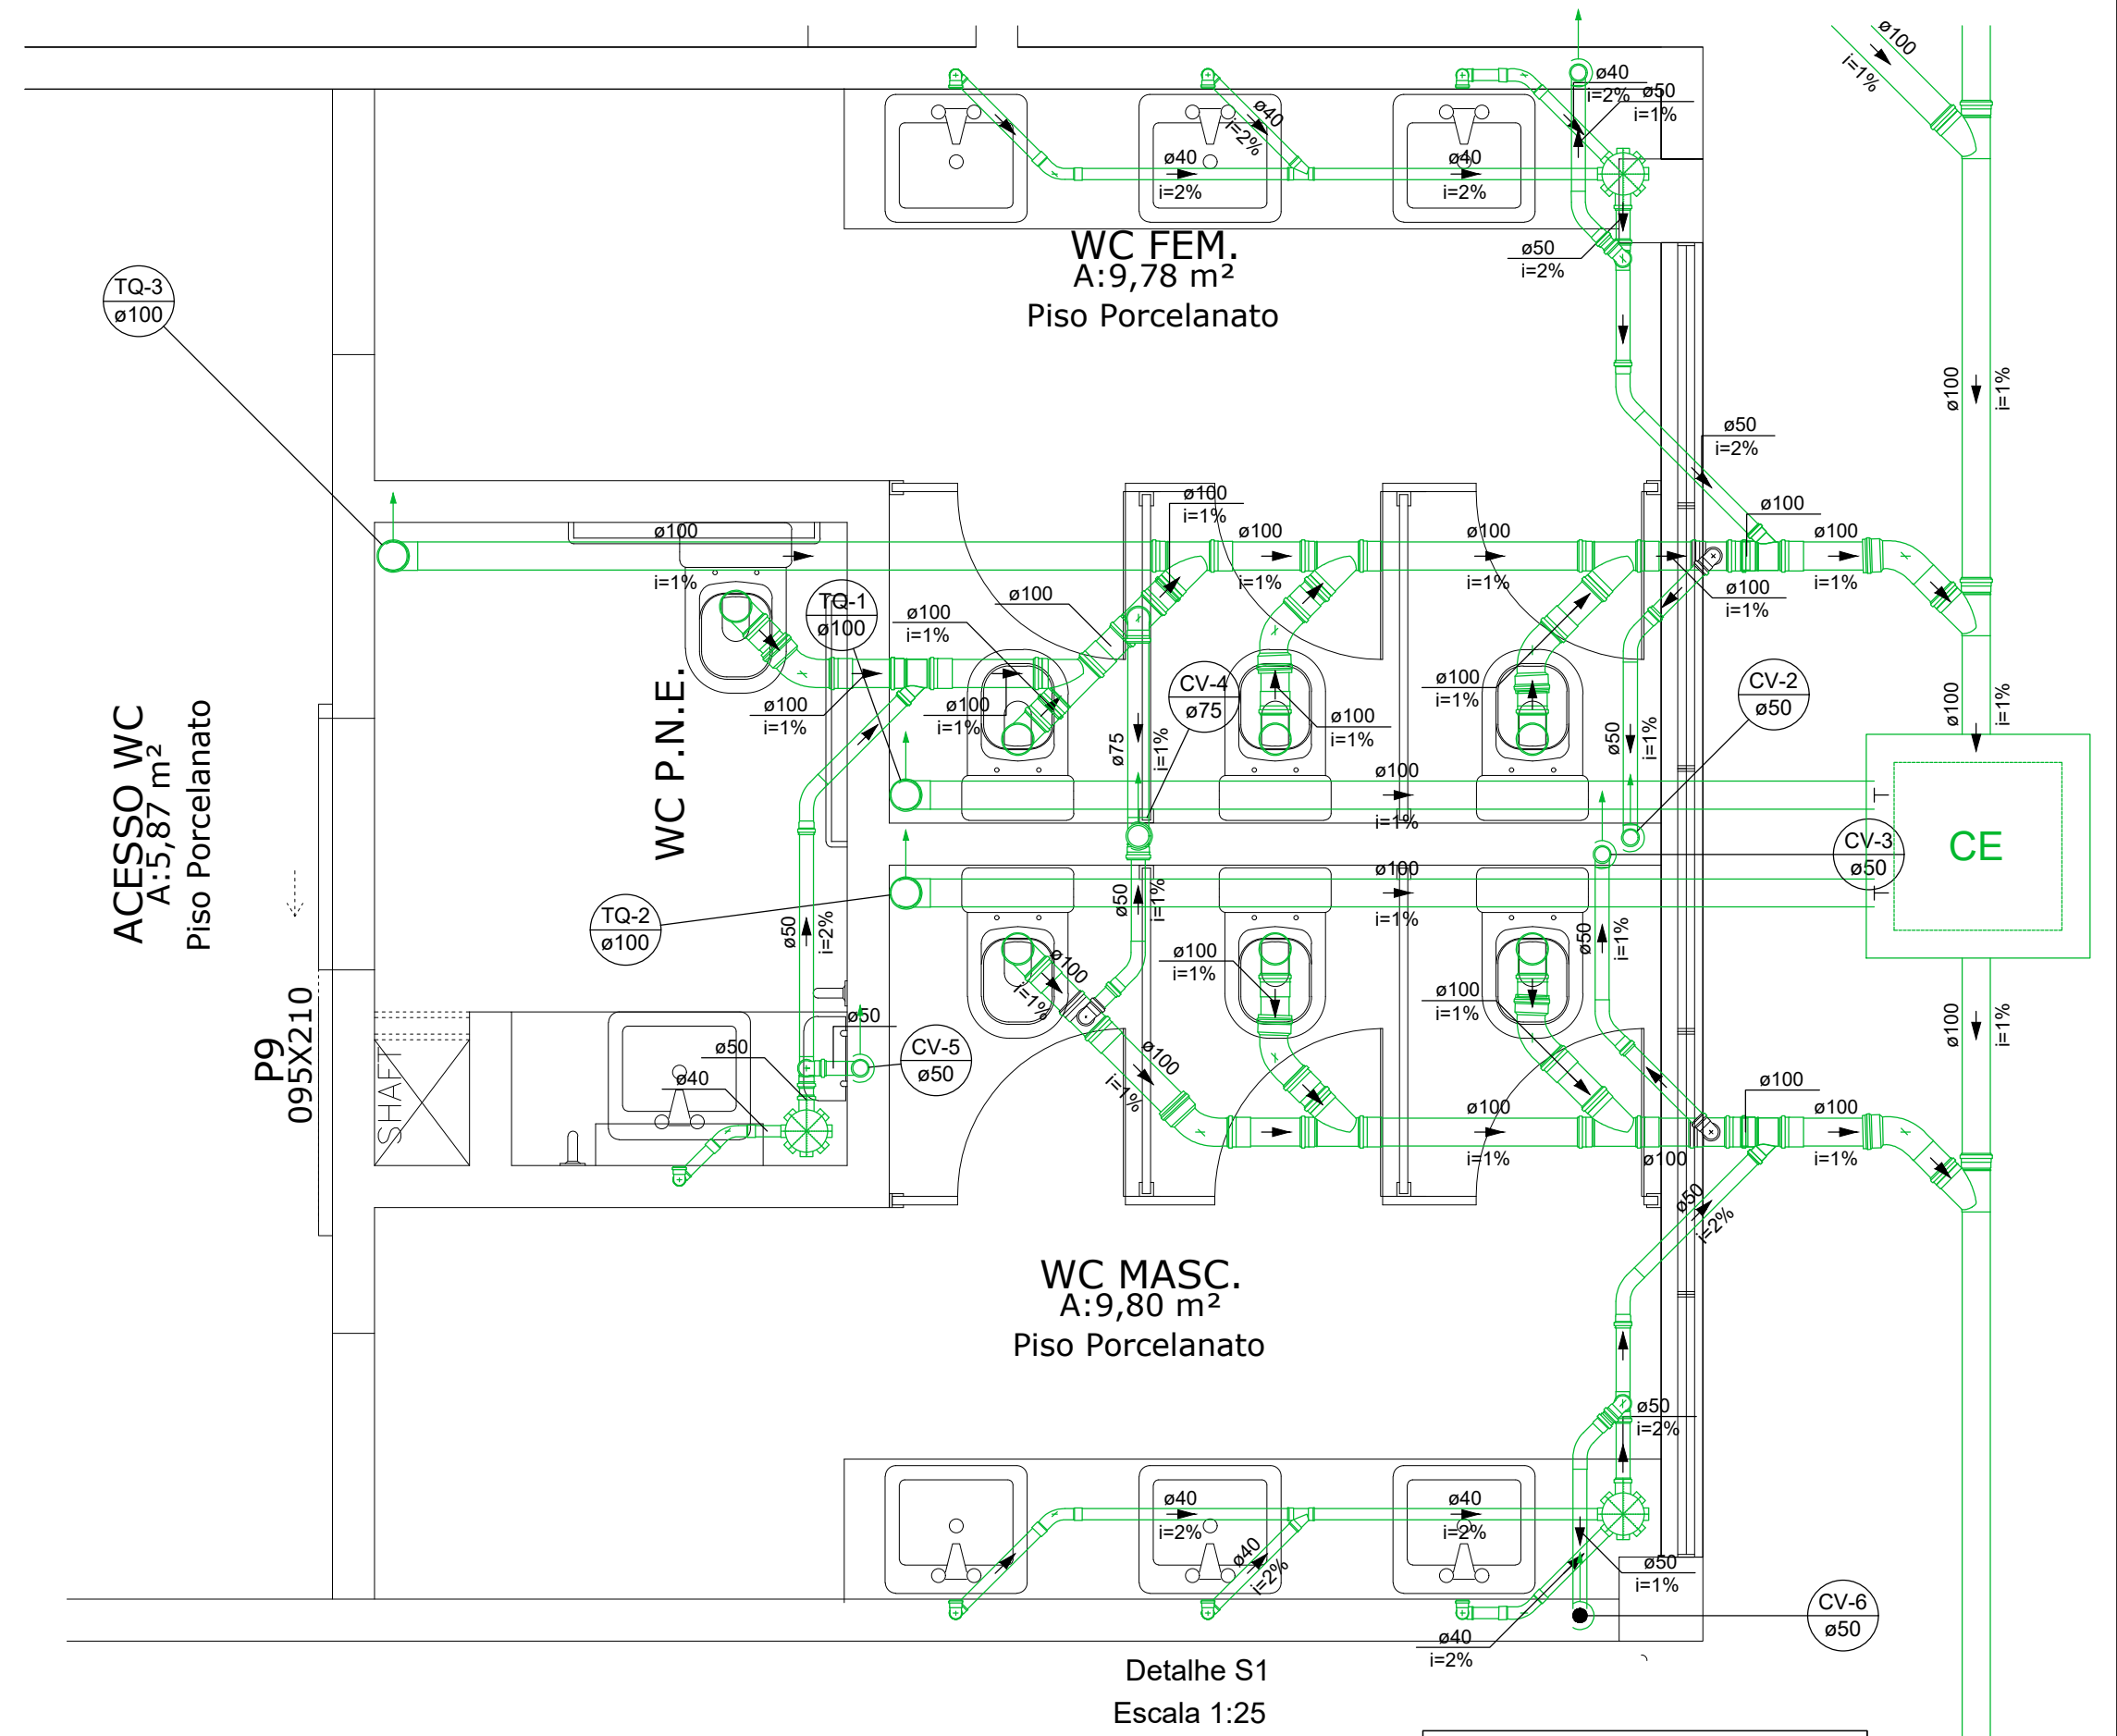 ø100
i=1%
ø40
i=2%
ø50
i=1%
ø40
i=2%
ø40
i=2%
ø40
i=2%
ø50
i=2%
WC FEM.
A:9,78 m²
Piso Porcelanato
TQ-3
ø100
ø100
i=1%
ø50
i=2%
ø100
i=1%
ø100
i=1%
ø100
i=1%
ø100
i=1%
ø100
ø100
i=1%
ø100
i=1%
TQ-1
ø100
ø100
i=1%
ø100
WC P.N.E.
ø100
i=1%
ø100
i=1%
CV-4
ø75
ø75
i=1%
ø100
i=1%
ø100
i=1%
ø50
i=1%
CV-2
ø50
ø100
i=1%
ACESSO WC
A:5,87 m²
Piso Porcelanato
ø100
i=1%
CV-3
ø50
CE
ø100
i=1%
TQ-2
ø100
ø50
i=2%
ø50
i=1%
ø100
i=1%
ø100
i=1%
ø100
i=1%
ø50
i=1%
ø100
i=1%
P9
095X210
SHAFT
ø50
ø50
ø40
CV-5
ø50
ø100
i=1%
ø100
i=1%
ø100
ø100
ø100
i=1%
ø50
i=2%
WC MASC.
A:9,80 m²
Piso Porcelanato
ø50
i=2%
ø40
i=2%
ø40
i=2%
ø40
i=2%
ø50
i=1%
CV-6
ø50
ø40
i=2%
Detalhe S1
Escala 1:25